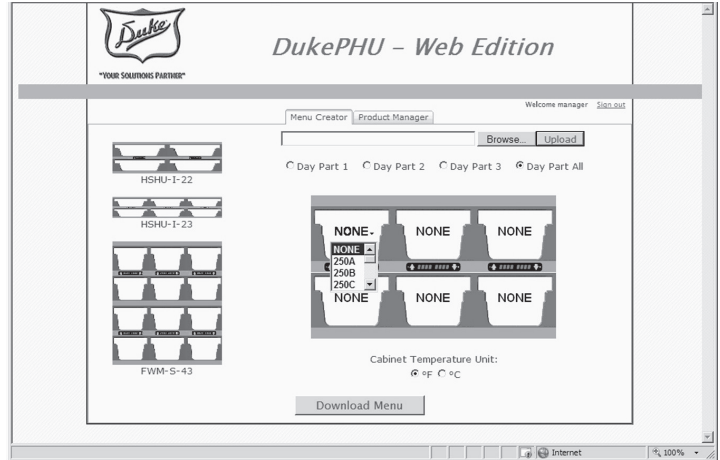 Duke
"YOUR SOLUTIONS PARTNER"
DukePHU – Web Edition
Welcome manager Sign out
Menu Creator Product Manager
Browse... Upload
Day Part 1 Day Part 2 Day Part 3 Day Part All
HSHU-I-22
HSHU-I-23
FWM-S-43
NONE NONE NONE
NONE
250A
250B
250C
#### #### #### ####
NONE NONE NONE
Cabinet Temperature Unit:
°F °C
Download Menu
Internet 100%